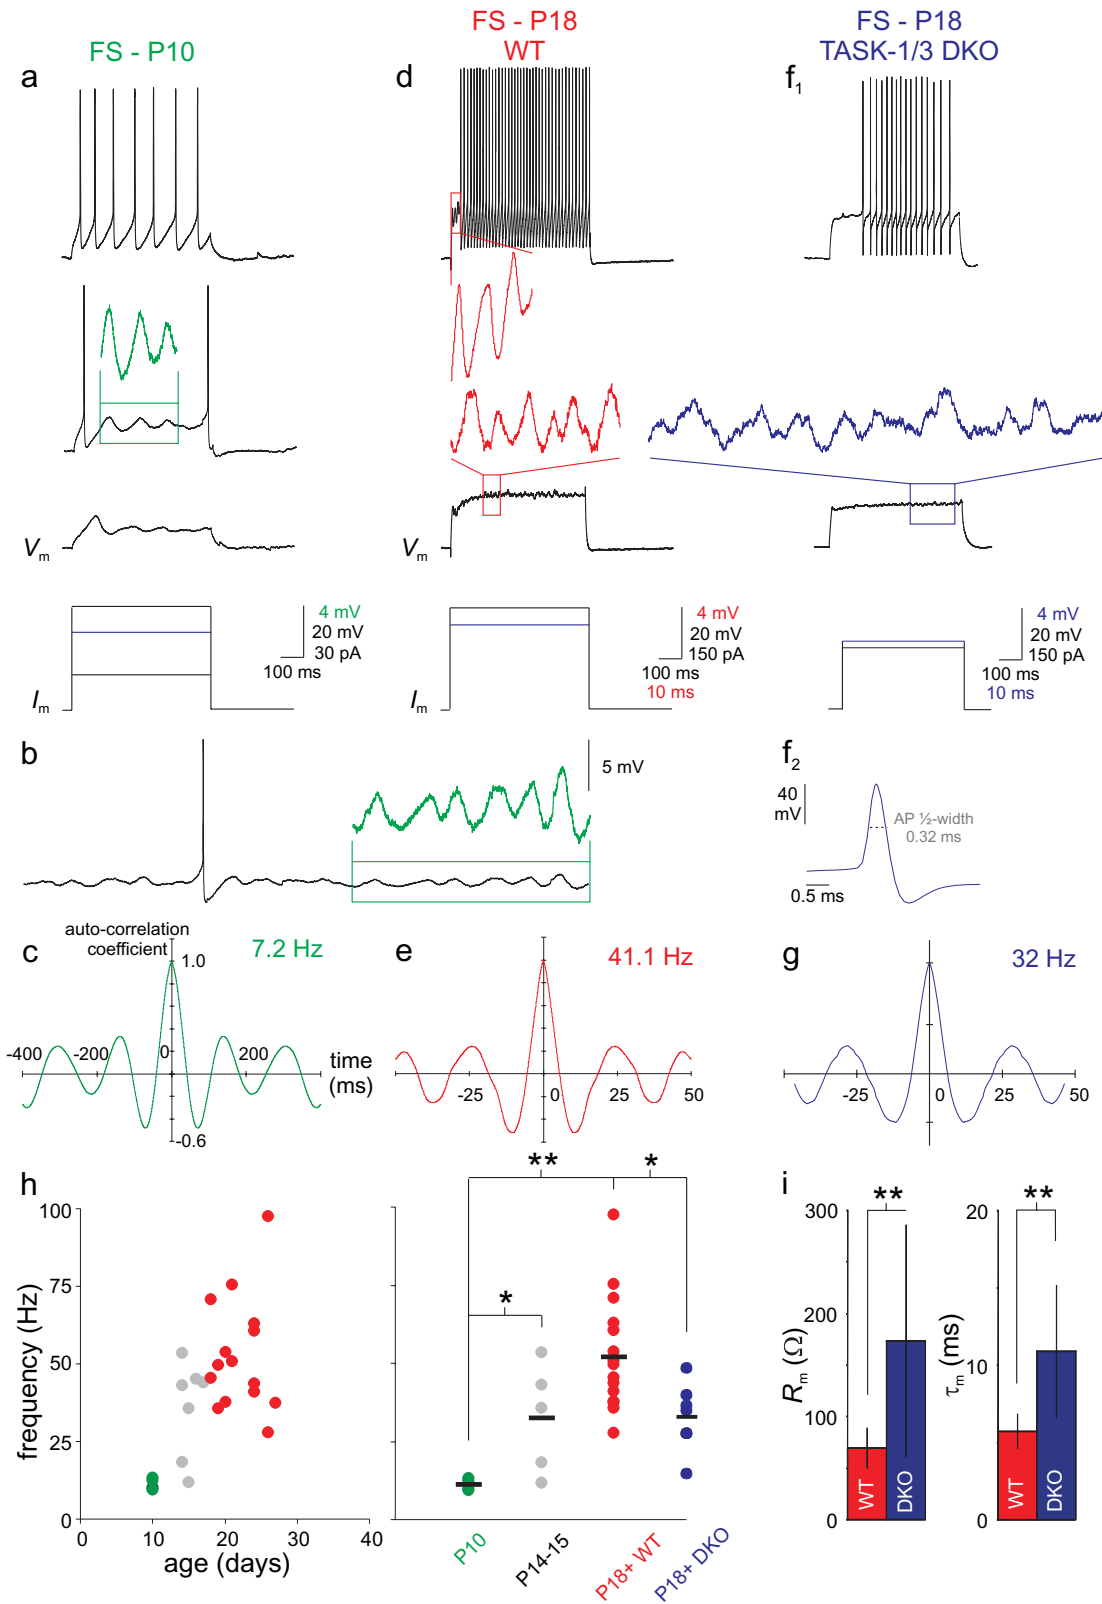 FS - P10
FS - P18
WT
FS - P18
TASK-1/3 DKO
a
d
f1
Vm
Vm
4 mV
20 mV
30 pA
100 ms
Im
4 mV
20 mV
150 pA
100 ms
10 ms
Im
4 mV
20 mV
150 pA
100 ms
10 ms
b
5 mV
f2
40
mV
AP ½-width
0.32 ms
0.5 ms
c
auto-correlation
coefficient
7.2 Hz
1.0
-400
-200
0
200
time
(ms)
-0.6
e
41.1 Hz
-25
0
25
50
g
32 Hz
-25
0
25
50
h
**
*
*
100
75
50
25
0
frequency (Hz)
0
10
20
30
40
age (days)
P10
P14-15
P18+ WT
P18+ DKO
i
**
300
200
100
0
Rm (Ω)
WT
DKO
**
20
10
0
τm (ms)
WT
DKO